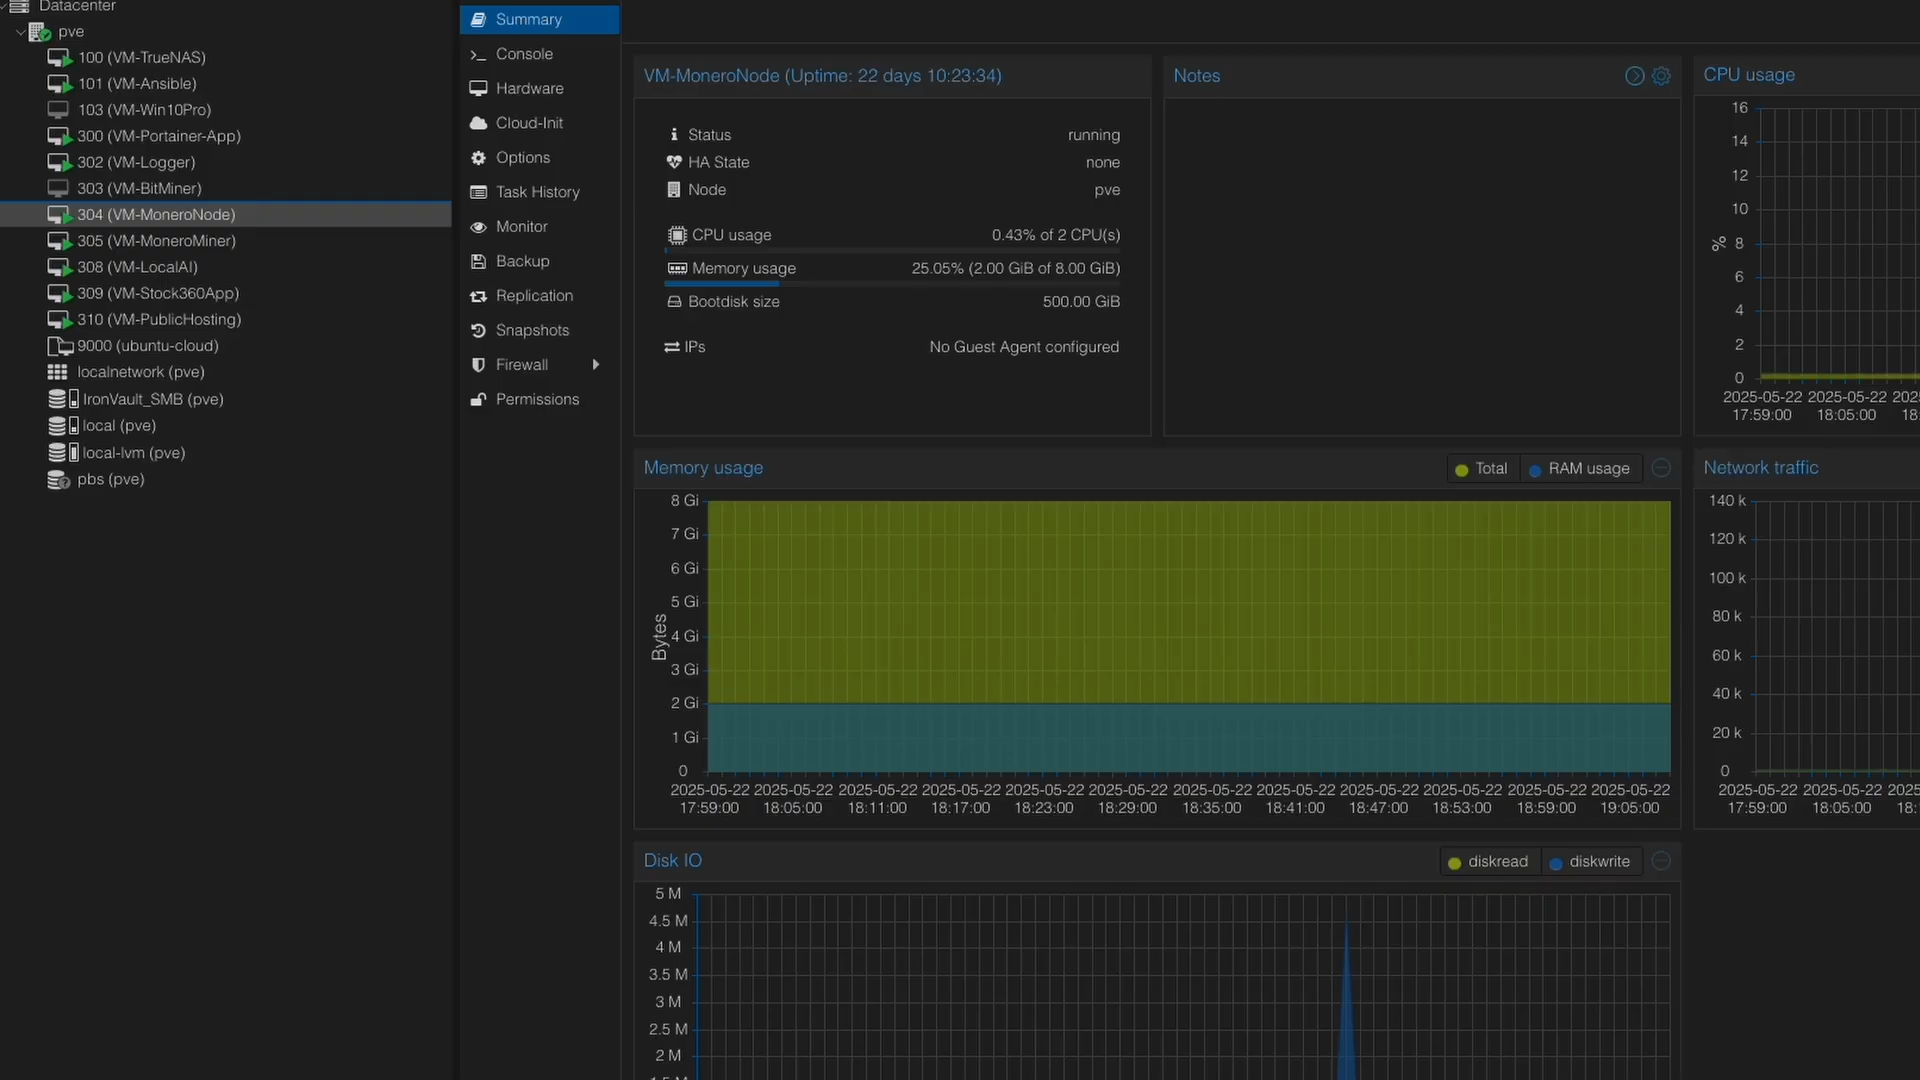 Datacenter
pve
100 (VM-TrueNAS)
101 (VM-Ansible)
103 (VM-Win10Pro)
300 (VM-Portainer-App)
302 (VM-Logger)
303 (VM-BitMiner)
304 (VM-MoneroNode)
305 (VM-MoneroMiner)
308 (VM-LocalAI)
309 (VM-Stock360App)
310 (VM-PublicHosting)
9000 (ubuntu-cloud)
localnetwork (pve)
IronVault_SMB (pve)
local (pve)
local-lvm (pve)
pbs (pve)
Summary
Console
Hardware
Cloud-Init
Options
Task History
Monitor
Backup
Replication
Snapshots
Firewall
Permissions
VM-MoneroNode (Uptime: 22 days 10:23:34)
Status running
HA State none
Node pve
CPU usage 0.43% of 2 CPU(s)
Memory usage 25.05% (2.00 GiB of 8.00 GiB)
Bootdisk size 500.00 GiB
IPs No Guest Agent configured
Notes
CPU usage
16
14
12
10
8
6
4
2
0
%
2025-05-22 2025-05-22 2025
17:59:00 18:05:00 18:
Memory usage
Total RAM usage
8 Gi
7 Gi
6 Gi
5 Gi
4 Gi
3 Gi
2 Gi
1 Gi
0
Bytes
2025-05-22 2025-05-22 2025-05-22 2025-05-22 2025-05-22 2025-05-22 2025-05-22 2025-05-22 2025-05-22 2025-05-22 2025-05-22 2025-05-22
17:59:00 18:05:00 18:11:00 18:17:00 18:23:00 18:29:00 18:35:00 18:41:00 18:47:00 18:53:00 18:59:00 19:05:00
Network traffic
140 k
120 k
100 k
80 k
60 k
40 k
20 k
0
2025-05-22 2025-05-22 2025
17:59:00 18:05:00 18:
Disk IO
diskread diskwrite
5 M
4.5 M
4 M
3.5 M
3 M
2.5 M
2 M
1.5 M